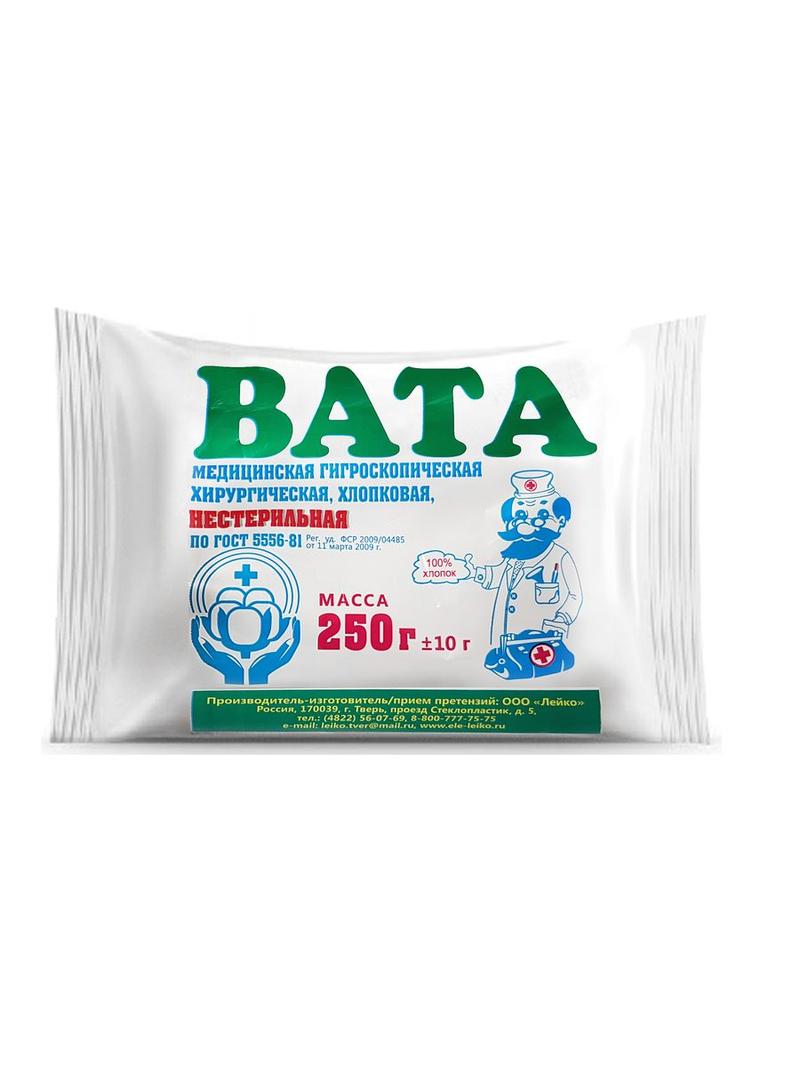 ВАТА
МЕДИЦИНСКАЯ ГИГРОСКОПИЧЕСКАЯ
ХИРУРГИЧЕСКАЯ, ХЛОПКОВАЯ,
НЕСТЕРИЛЬНАЯ
ПО ГОСТ 5556-81 Рег. уд. ФСР 2009/04485
от 11 марта 2009 г.
100%
ХЛОПОК
МАССА
250г ±10 г
Производитель-изготовитель/прием претензий: ООО «Лейко»
Россия, 170039, г. Тверь, проезд Стеклопластик, д. 5,
тел.: (4822) 56-07-69, 8-800-777-75-75
e-mail: leiko.tver@mail.ru, www.ele-leiko.ru